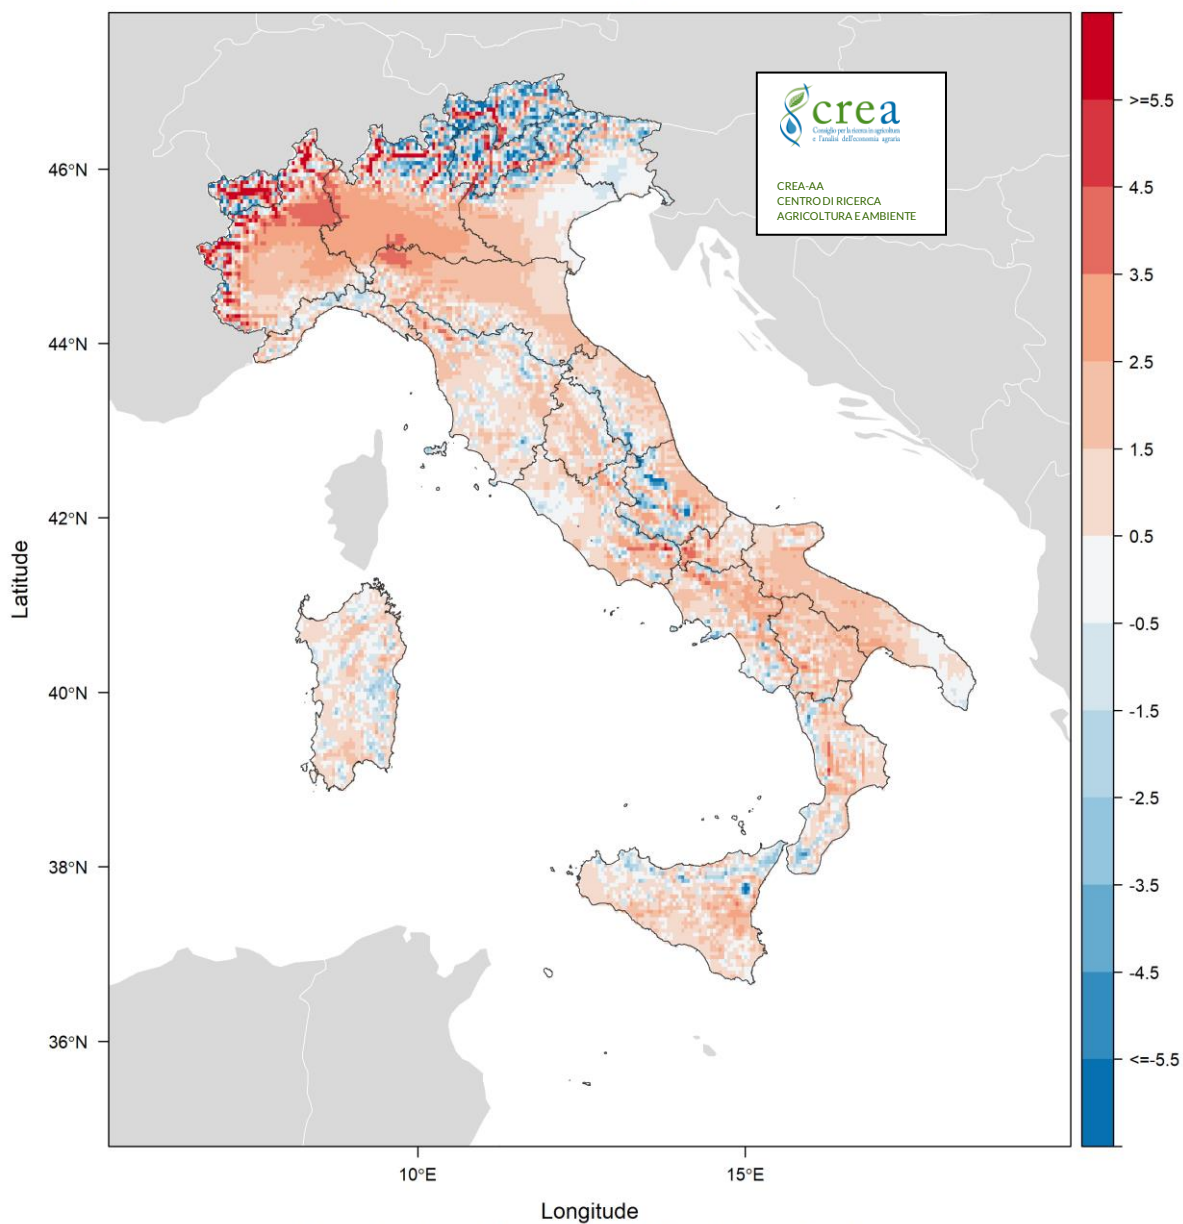 crea
Consiglio per la ricerca in agricoltura
e l'analisi dell'economia agraria
CREA-AA
CENTRO DI RICERCA
AGRICOLTURA E AMBIENTE
46°N
44°N
42°N
40°N
38°N
36°N
Latitude
10°E
15°E
Longitude
>=5.5
4.5
3.5
2.5
1.5
0.5
-0.5
-1.5
-2.5
-3.5
-4.5
<=-5.5